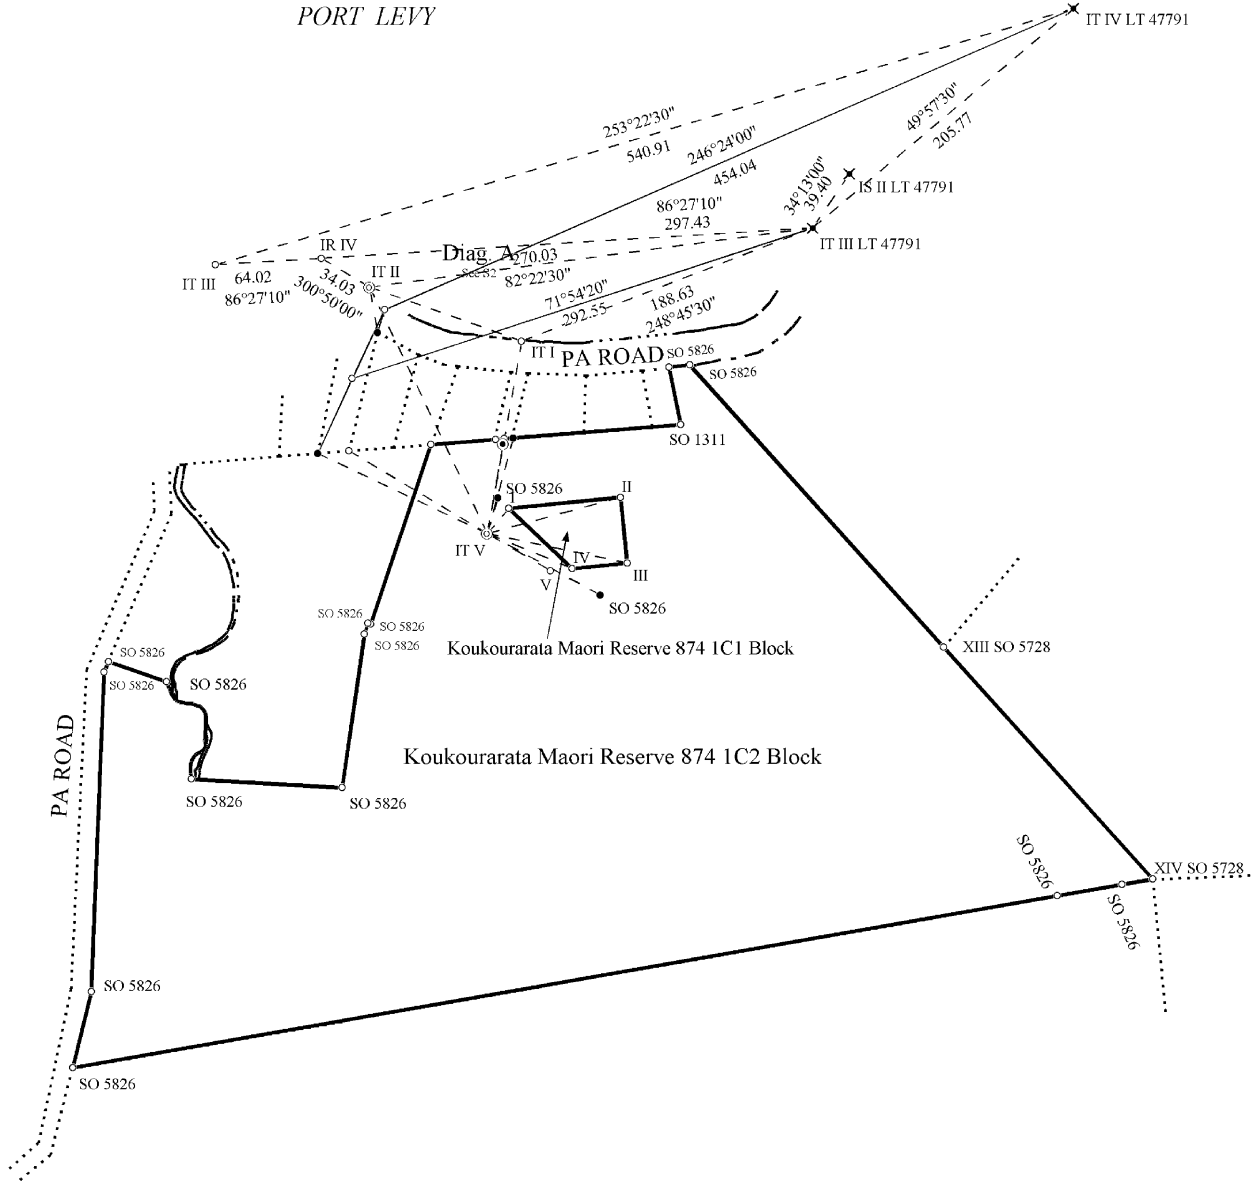 PORT LEVY
IT IV LT 47791
253°22'30"
540.91
246°24'00"
454.04
49°57'30"
205.77
34°13'00"
39.40
IS II LT 47791
86°27'10"
297.43
IT III LT 47791
IR IV
IT III
64.02
86°27'10"
34.03
300°50'00"
IT II
Diag. A
See S2
270.03
82°22'30"
71°54'20"
292.55
188.63
248°45'30"
IT I
PA ROAD
SO 5826
SO 5826
SO 1311
SO 5826
I
II
III
IV
V
IT V
SO 5826
SO 5826
SO 5826
SO 5826
Koukourarata Maori Reserve 874 1C1 Block
XIII SO 5728
SO 5826
SO 5826
SO 5826
PA ROAD
Koukourarata Maori Reserve 874 1C2 Block
SO 5826
SO 5826
SO 5826
XIV SO 5728
SO 5826
SO 5826
SO 5826